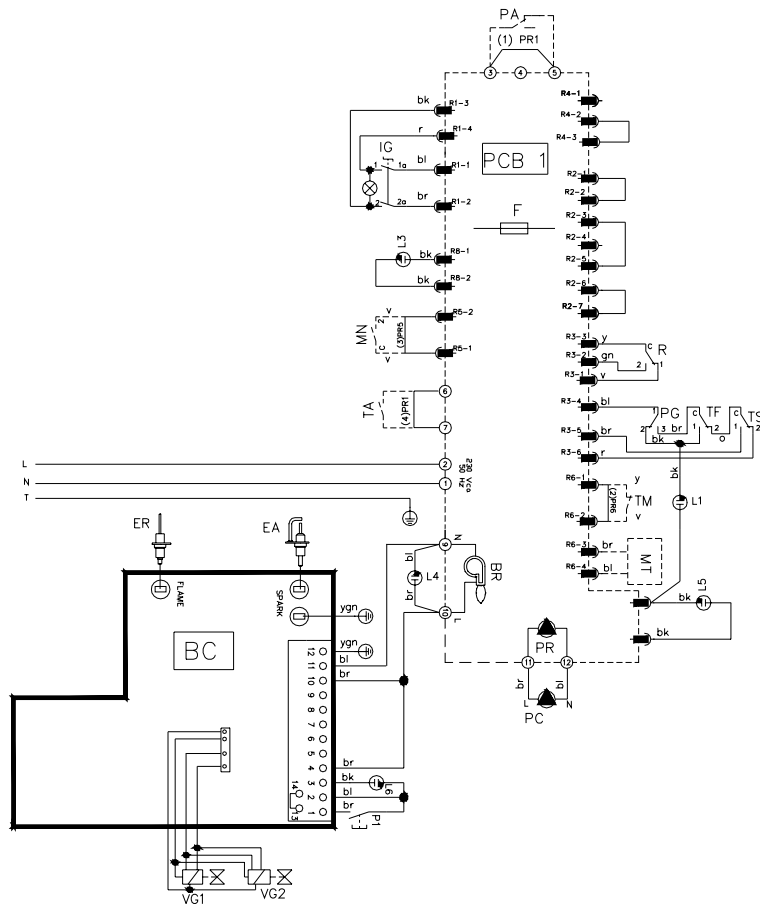 PA
(1) PR1
3
4
5
bk
R1-3
r
R1-4
IG
1
1a
bl
R1-1
2
2a
br
R1-2
PCB 1
F
L3
bk
R8-1
bk
R8-2
MN
2
C
v
(3)PR5
v
R5-2
R5-1
TA
(4)PR1
6
7
L
N
T
2
1
230 Vca
50 Hz
R4-1
R4-2
R4-3
R2-1
R2-2
R2-3
R2-4
R2-5
R2-6
R2-7
R3-3
y
R3-2
gn
R3-1
v
C
2
1
R
R3-4
bl
R3-5
br
R3-6
r
1
PG
2
3
br
bk
C
TF
1
2
o
C
TS
1
2
bk
L1
R6-1
y
(2)PR6
TM
R6-2
v
R6-3
br
R6-4
bl
MT
L5
bk
bk
ER
EA
FLAME
SPARK
BC
ygn
ygn
bl
br
12
11
10
9
8
7
6
5
4
3
2
1
14
13
br
bk
bl
br
L6
P1
6
N
bl
L4
br
10
L
BR
PR
11
12
br
bl
L
N
PC
VG1
VG2